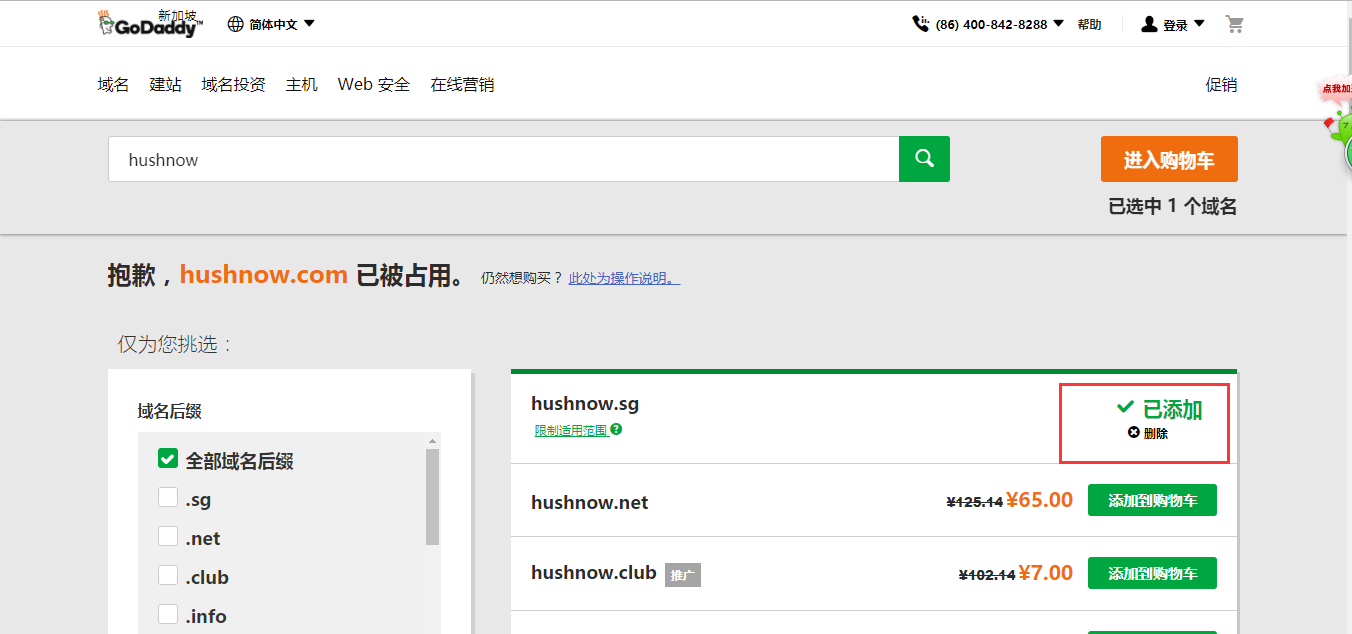 新加坡
GoDaddy™
简体中文
(86) 400-842-8288
帮助
登录
域名 建站 域名投资 主机 Web 安全 在线营销
促销
点我加
hushnow
进入购物车
已选中 1 个域名
抱歉，hushnow.com 已被占用。 仍然想购买？此处为操作说明。
仅为您挑选：
域名后缀
全部域名后缀
.sg
.net
.club
.info
hushnow.sg
限制适用范围 ?
已添加
删除
hushnow.net
¥125.14 ¥65.00
添加到购物车
hushnow.club 推广
¥102.14 ¥7.00
添加到购物车